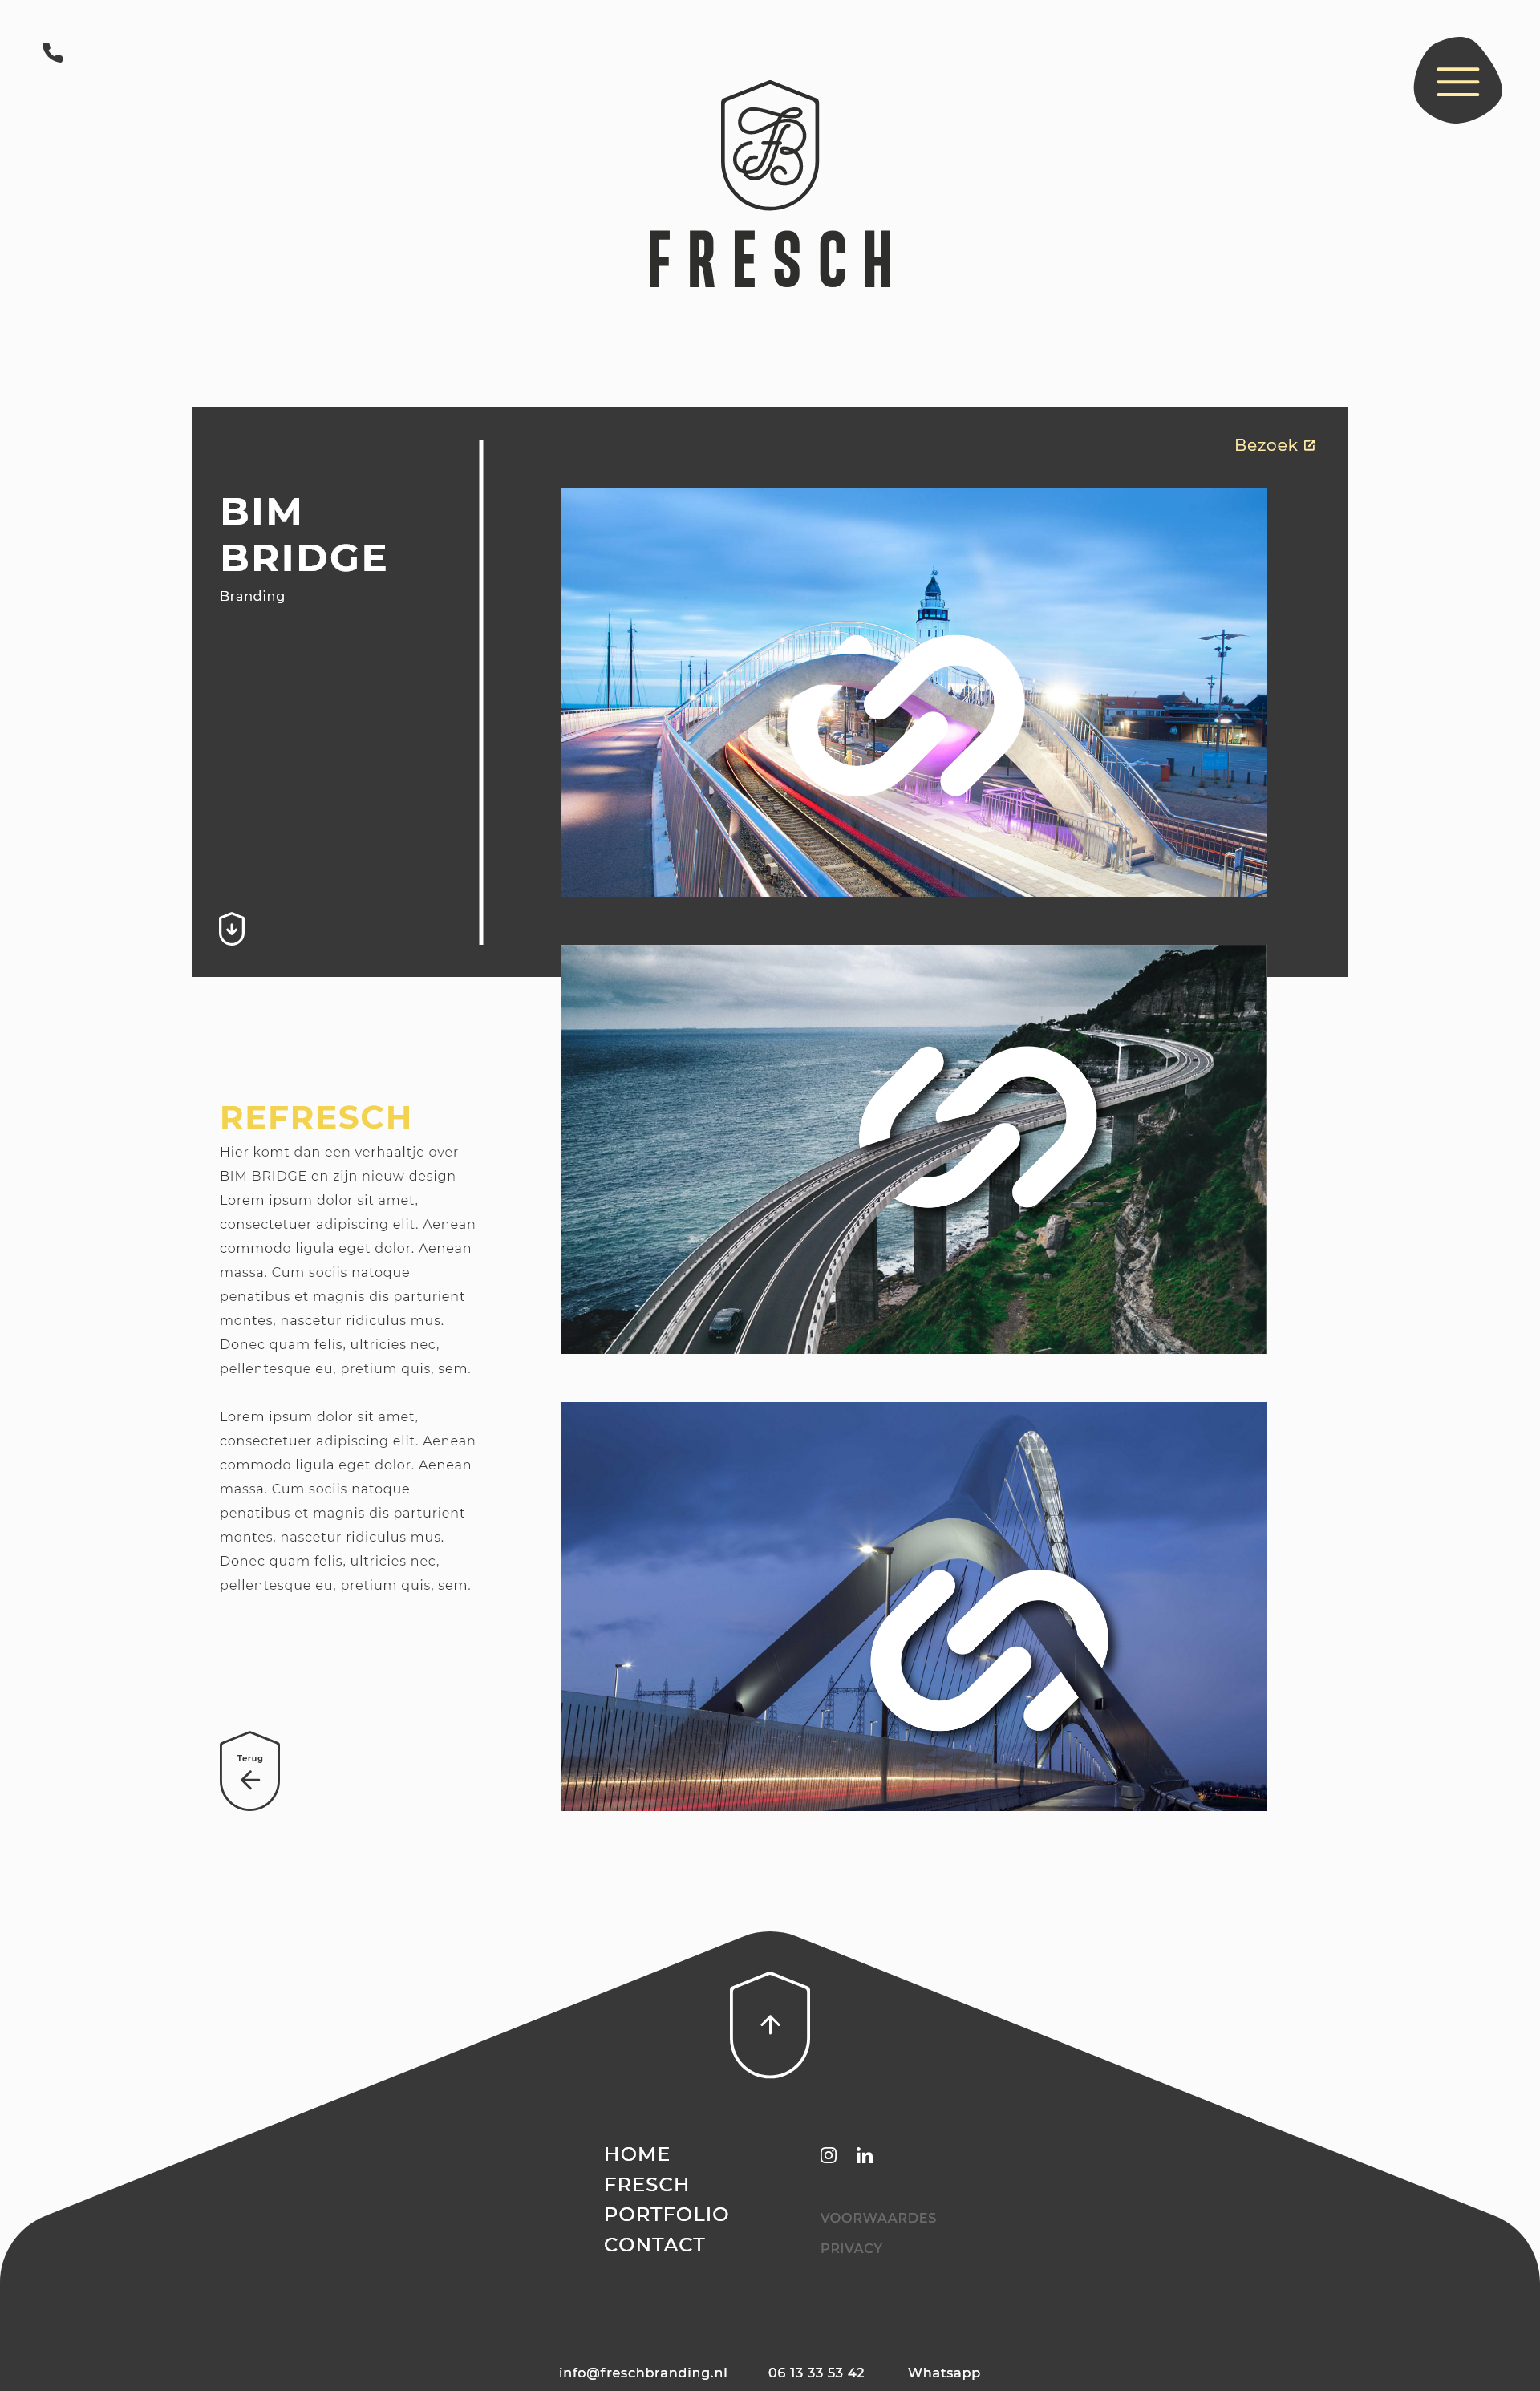 FB
FRESCH
Bezoek
BIM
BRIDGE
Branding
REFRESCH
Hier komt dan een verhaaltje over
BIM BRIDGE en zijn nieuw design
Lorem ipsum dolor sit amet,
consectetuer adipiscing elit. Aenean
commodo ligula eget dolor. Aenean
massa. Cum sociis natoque
penatibus et magnis dis parturient
montes, nascetur ridiculus mus.
Donec quam felis, ultricies nec,
pellentesque eu, pretium quis, sem.
Lorem ipsum dolor sit amet,
consectetuer adipiscing elit. Aenean
commodo ligula eget dolor. Aenean
massa. Cum sociis natoque
penatibus et magnis dis parturient
montes, nascetur ridiculus mus.
Donec quam felis, ultricies nec,
pellentesque eu, pretium quis, sem.
Terug
HOME
FRESCH
PORTFOLIO
CONTACT
VOORWAARDES
PRIVACY
info@freschbranding.nl 06 13 33 53 42 Whatsapp